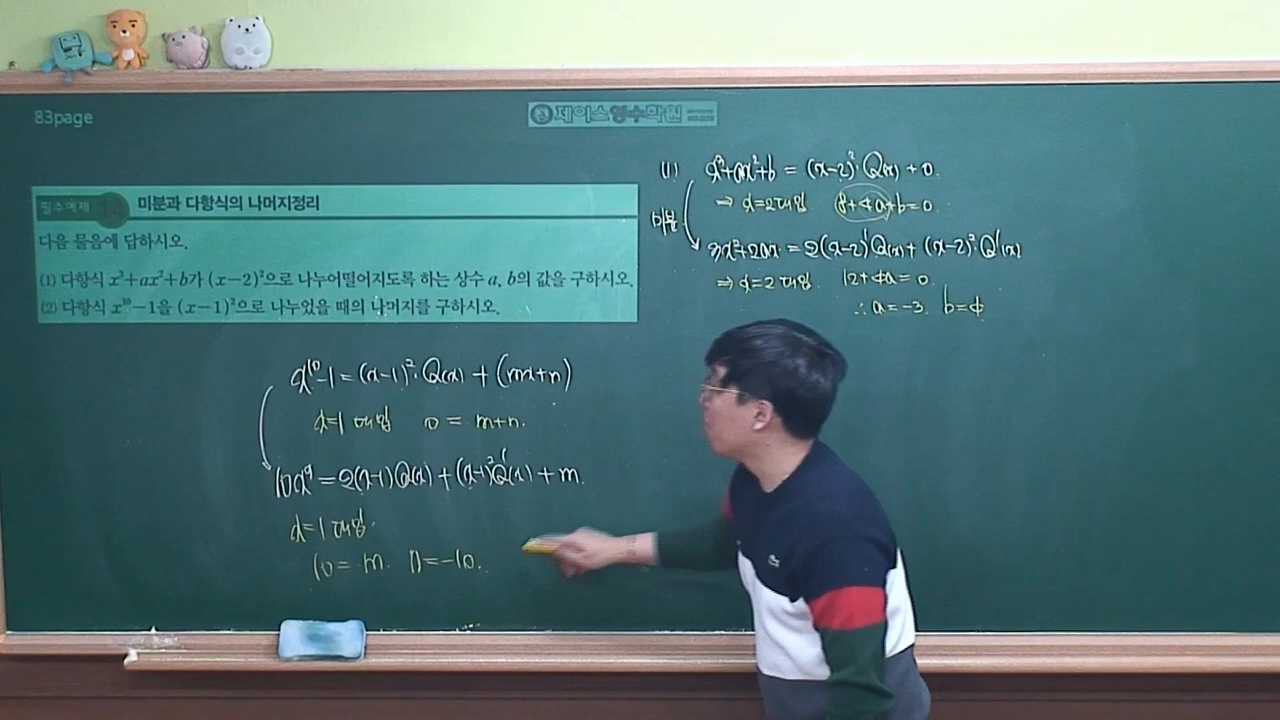 83page
제이스영수학원
필수예제
미분과 다항식의 나머지정리
다음 물음에 답하시오.
(1) 다항식 x³+ax²+b가 (x−2)²으로 나누어떨어지도록 하는 상수 a, b의 값을 구하시오.
(2) 다항식 x¹⁰−1을 (x−1)²으로 나누었을 때의 나머지를 구하시오.
x¹⁰-1=(x-1)²·Q(x)+(mx+n)
x=1 대입 0 = m+n.
10x⁹=2(x-1)Q(x)+(x-1)²Q'(x)+m.
x=1 대입.
10= m. n=-10.
(1) x³+ax²+b = (x-2)²·Q(x)+0.
⇒ x=2대입 8+4a+b=0.
미분
3x²+2ax = 2(x-2)'Q(x)+(x-2)²·Q'(x)
⇒ x=2 대입. 12+4a=0.
∴ a=-3. b=4